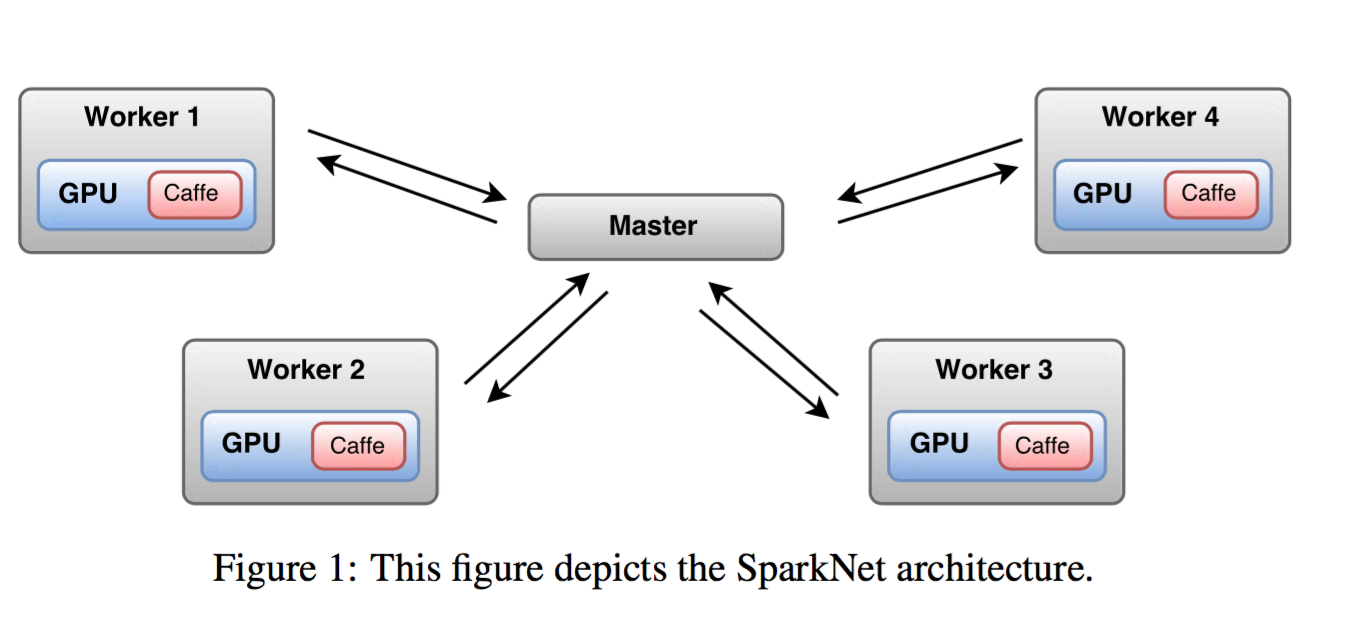 Worker 1
GPU Caffe
Worker 4
GPU Caffe
Master
Worker 2
GPU Caffe
Worker 3
GPU Caffe
Figure 1: This figure depicts the SparkNet architecture.